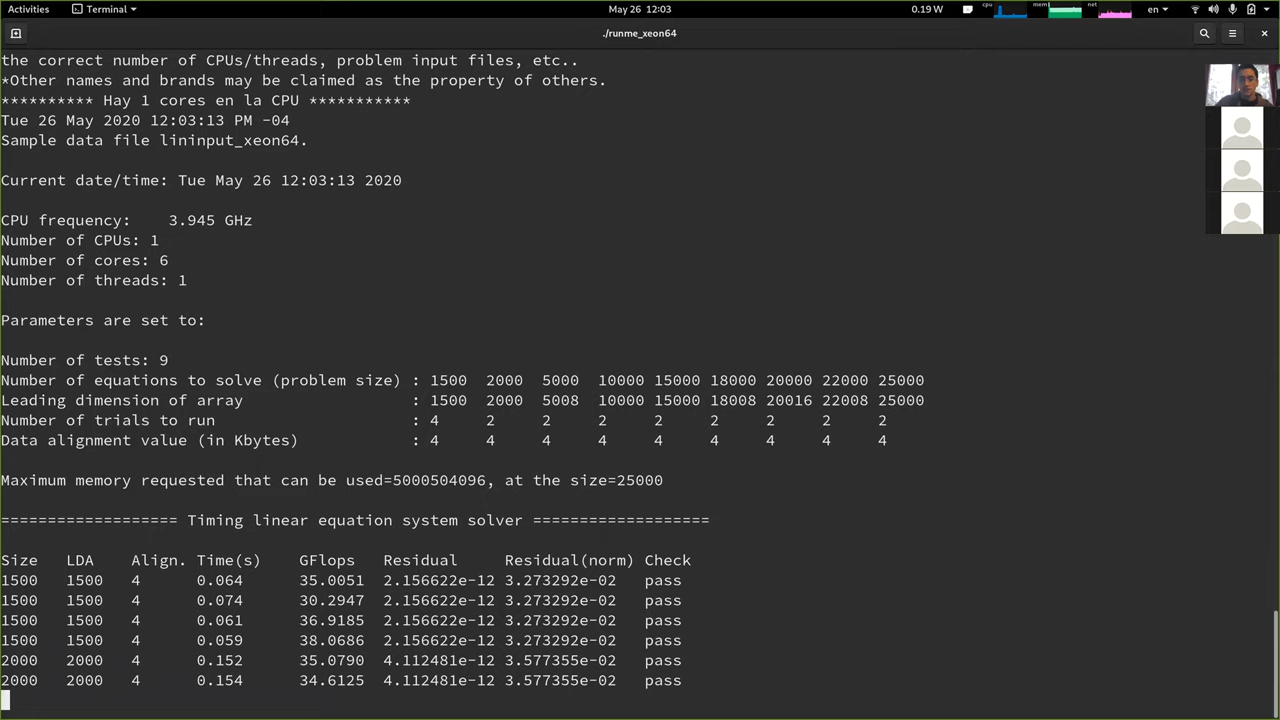 Activities Terminal May 26 12:03 0.19 W cpu mem net en
./runme_xeon64
the correct number of CPUs/threads, problem input files, etc..
*Other names and brands may be claimed as the property of others.
********** Hay 1 cores en la CPU ***********
Tue 26 May 2020 12:03:13 PM -04
Sample data file lininput_xeon64.
Current date/time: Tue May 26 12:03:13 2020
CPU frequency:    3.945 GHz
Number of CPUs: 1
Number of cores: 6
Number of threads: 1
Parameters are set to:
Number of tests: 9
Number of equations to solve (problem size) : 1500  2000  5000  10000 15000 18000 20000 22000 25000
Leading dimension of array                  : 1500  2000  5008  10000 15000 18008 20016 22008 25000
Number of trials to run                     : 4     2     2     2     2     2     2     2     2
Data alignment value (in Kbytes)            : 4     4     4     4     4     4     4     4     4
Maximum memory requested that can be used=5000504096, at the size=25000
=================== Timing linear equation system solver ===================
Size   LDA    Align. Time(s)    GFlops   Residual     Residual(norm) Check
1500   1500   4      0.064      35.0051  2.156622e-12 3.273292e-02   pass
1500   1500   4      0.074      30.2947  2.156622e-12 3.273292e-02   pass
1500   1500   4      0.061      36.9185  2.156622e-12 3.273292e-02   pass
1500   1500   4      0.059      38.0686  2.156622e-12 3.273292e-02   pass
2000   2000   4      0.152      35.0790  4.112481e-12 3.577355e-02   pass
2000   2000   4      0.154      34.6125  4.112481e-12 3.577355e-02   pass